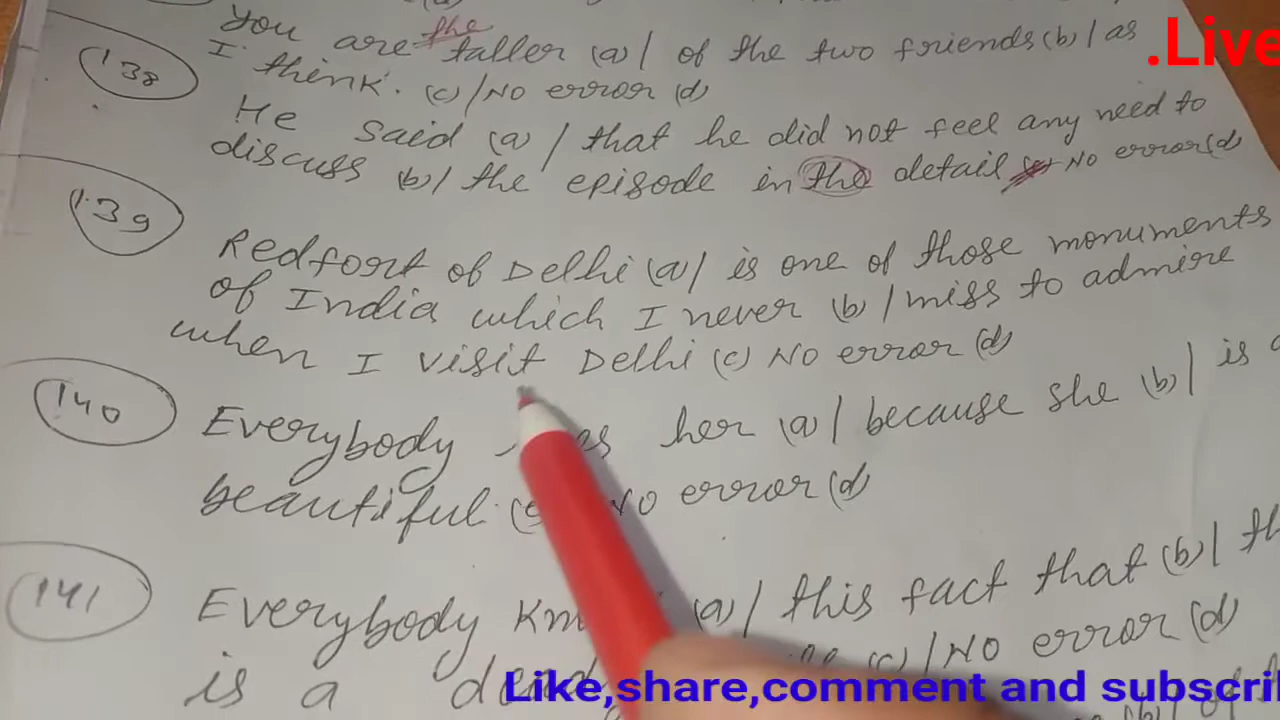 You are the taller (a)/ of the two friends(b)/ as
I think. (c)/No error (d)
.Live
138
He said (a)/ that he did not feel any need to
discuss (b)/ the episode in the detail No error(d)
139
Redfort of Delhi (a)/ is one of those monuments
of India which I never (b)/ miss to admire
when I visit Delhi (c) No error (d)
140
Everybody her (a)/ because she (b)/ is a
beautiful. No error (d)
141
Everybody (a)/ this fact that (b)/
is a (c)/No error (d)
(b)/ of
Like,share,comment and subscri